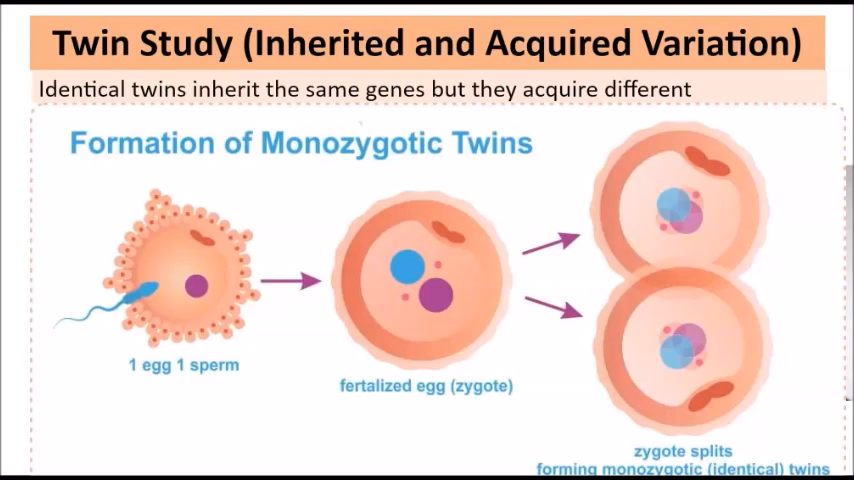 Twin Study (Inherited and Acquired Variation)
Identical twins inherit the same genes but they acquire different
Formation of Monozygotic Twins
1 egg 1 sperm
fertalized egg (zygote)
zygote splits
forming monozygotic (identical) twins